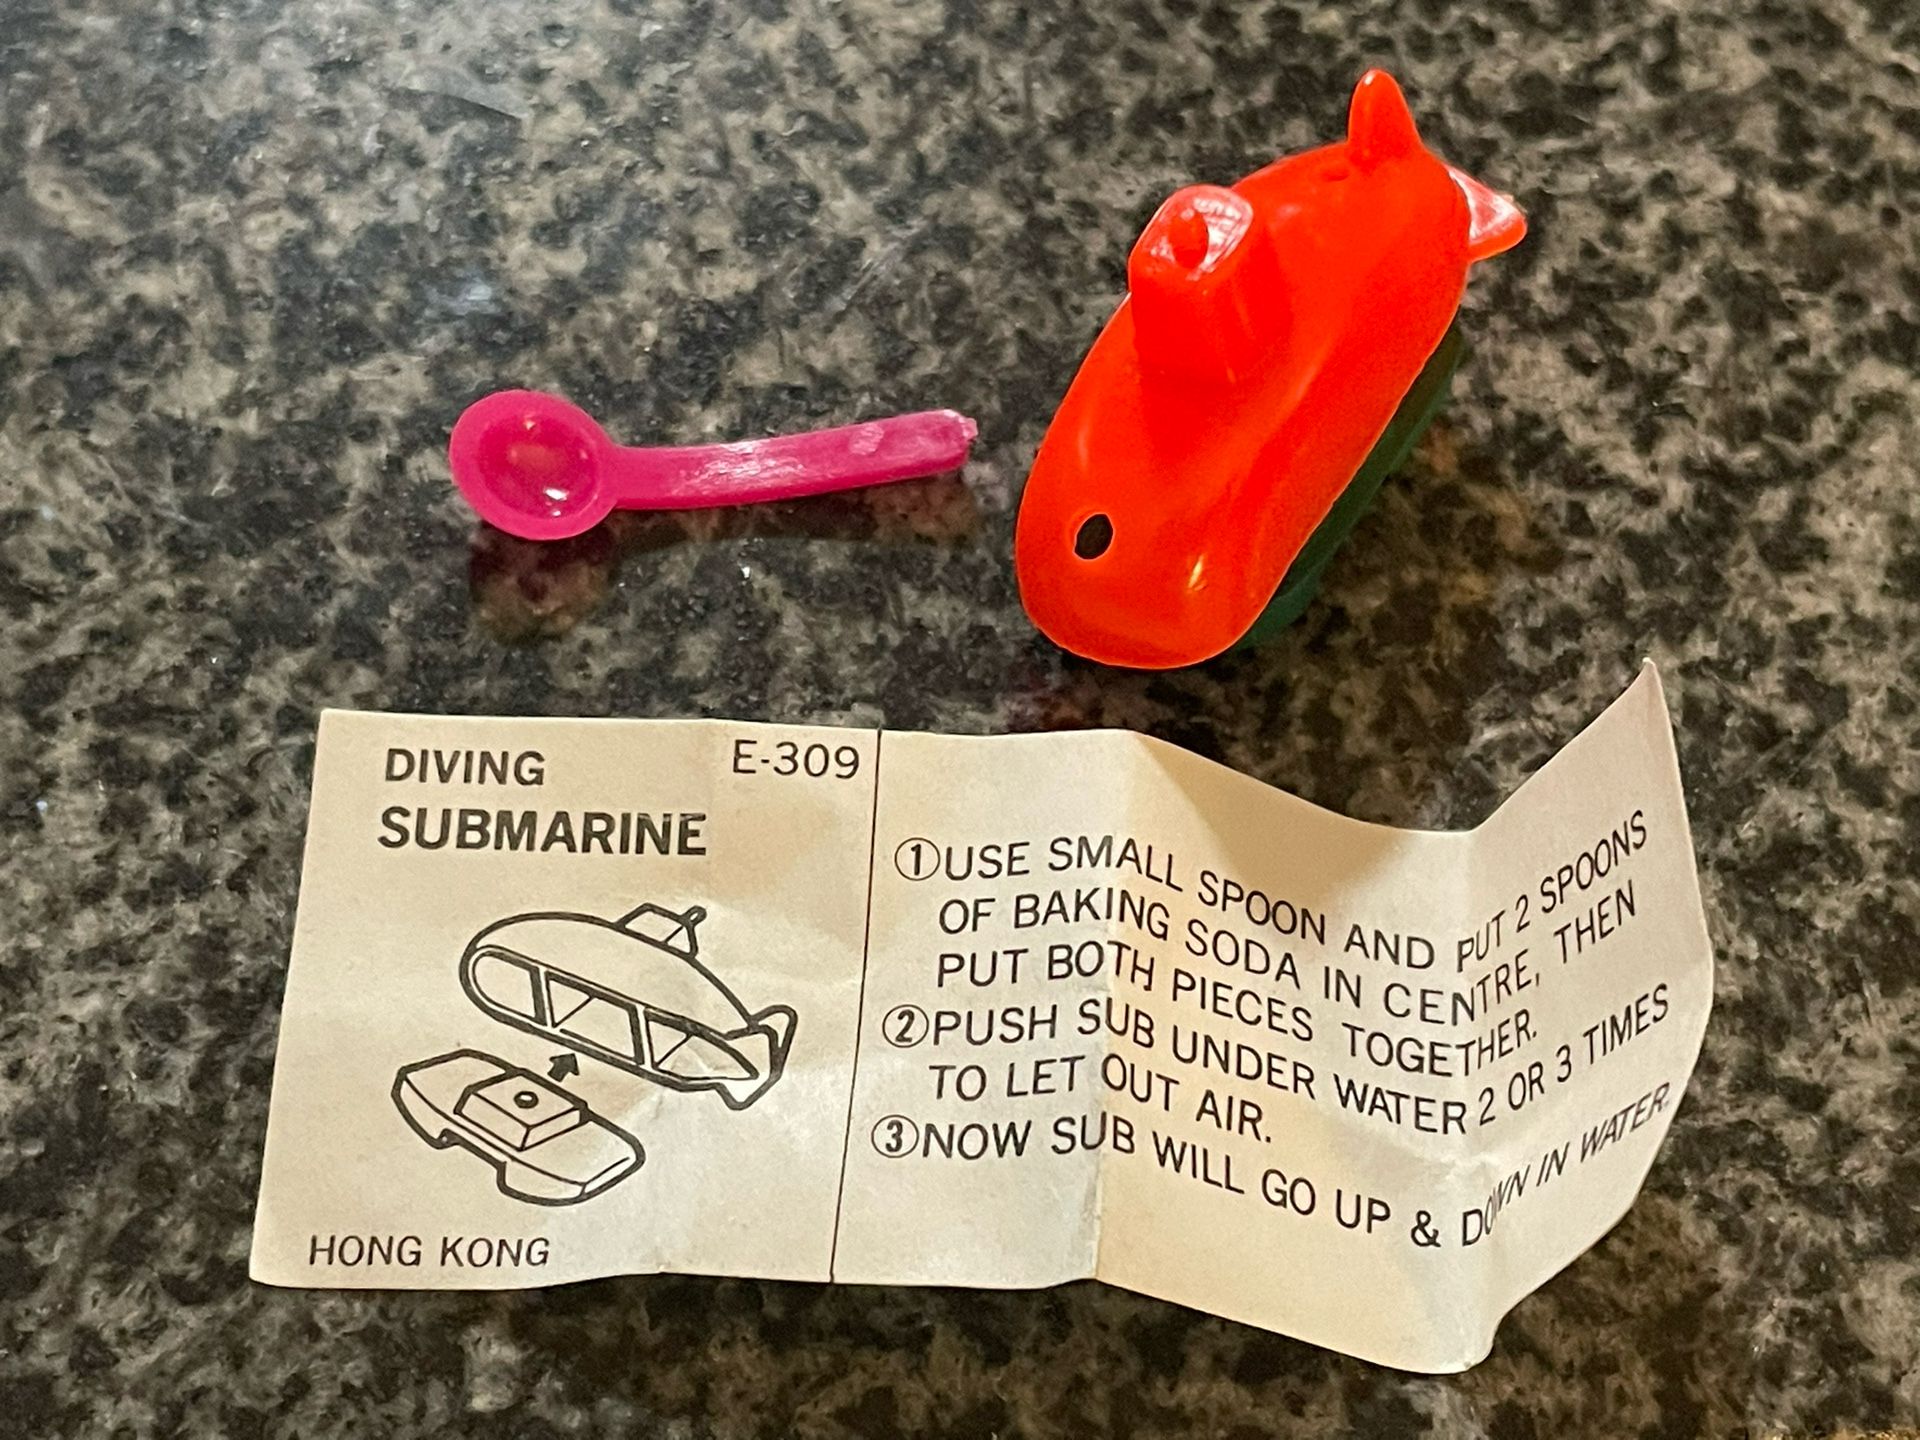 DIVING
SUBMARINE
E-309
HONG KONG
①USE SMALL SPOON AND PUT 2 SPOONS
OF BAKING SODA IN CENTRE, THEN
PUT BOTH PIECES TOGETHER.
②PUSH SUB UNDER WATER 2 OR 3 TIMES
TO LET OUT AIR.
③NOW SUB WILL GO UP & DOWN IN WATER.